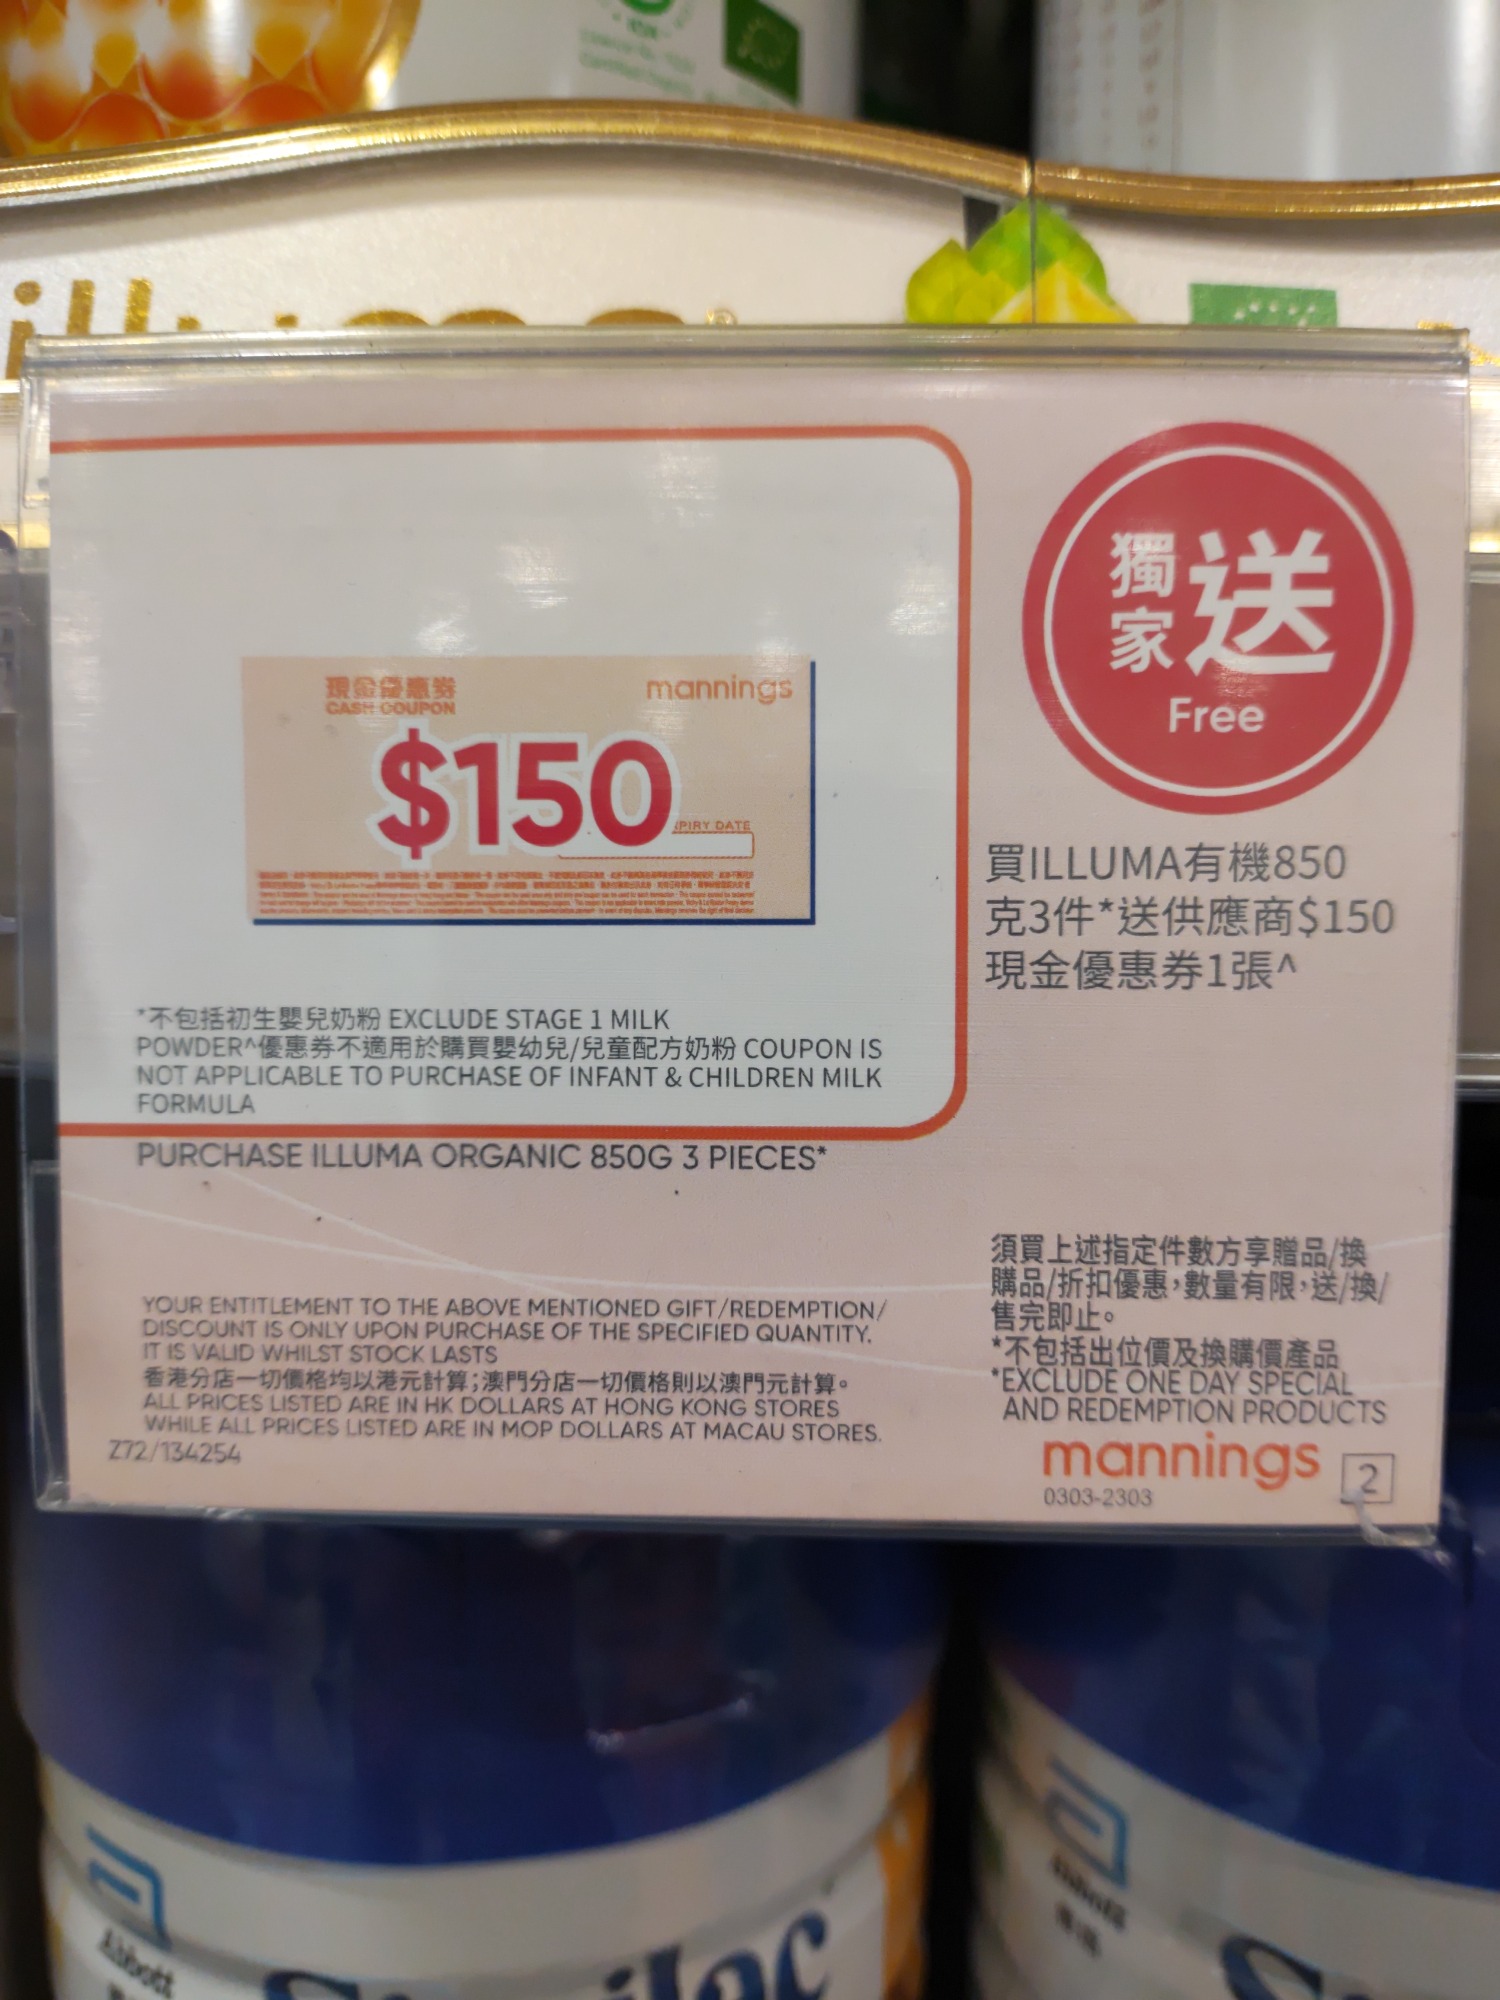 獨家送
Free
現金優惠券
CASH COUPON
mannings
$150
PIRY DATE
買ILLUMA有機850
克3件*送供應商$150
現金優惠券1張^
*不包括初生嬰兒奶粉 EXCLUDE STAGE 1 MILK
POWDER^優惠券不適用於購買嬰幼兒/兒童配方奶粉 COUPON IS
NOT APPLICABLE TO PURCHASE OF INFANT & CHILDREN MILK
FORMULA
PURCHASE ILLUMA ORGANIC 850G 3 PIECES*
須買上述指定件數方享贈品/換
購品/折扣優惠，數量有限，送/換/
售完即止。
*不包括出位價及換購價產品
*EXCLUDE ONE DAY SPECIAL
AND REDEMPTION PRODUCTS
YOUR ENTITLEMENT TO THE ABOVE MENTIONED GIFT/REDEMPTION/
DISCOUNT IS ONLY UPON PURCHASE OF THE SPECIFIED QUANTITY.
IT IS VALID WHILST STOCK LASTS
香港分店一切價格均以港元計算；澳門分店一切價格則以澳門元計算。
ALL PRICES LISTED ARE IN HK DOLLARS AT HONG KONG STORES
WHILE ALL PRICES LISTED ARE IN MOP DOLLARS AT MACAU STORES.
Z72/134254
mannings
2
0303-2303
Abbott
Abbott